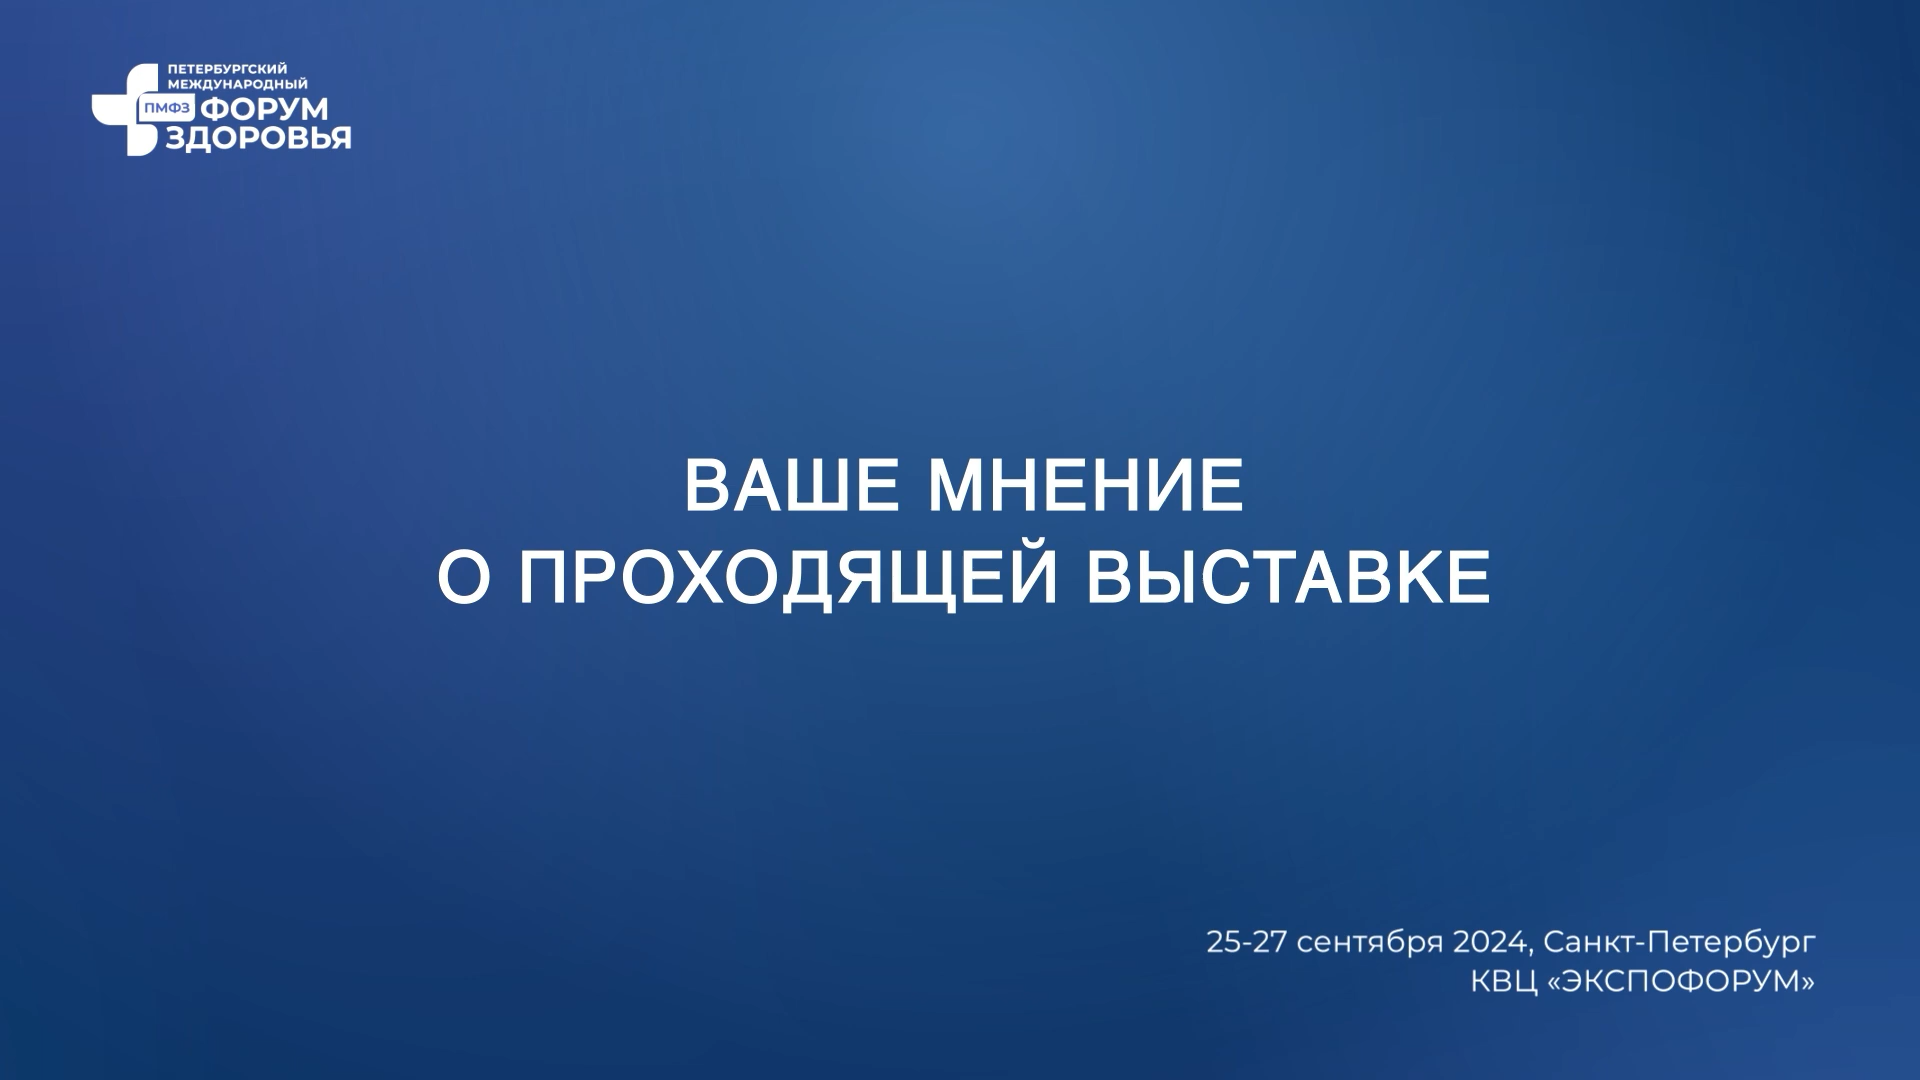 ПЕТЕРБУРГСКИЙ
МЕЖДУНАРОДНЫЙ
ПМФЗ ФОРУМ
ЗДОРОВЬЯ
ВАШЕ МНЕНИЕ
О ПРОХОДЯЩЕЙ ВЫСТАВКЕ
25-27 сентября 2024, Санкт-Петербург
КВЦ «ЭКСПОФОРУМ»